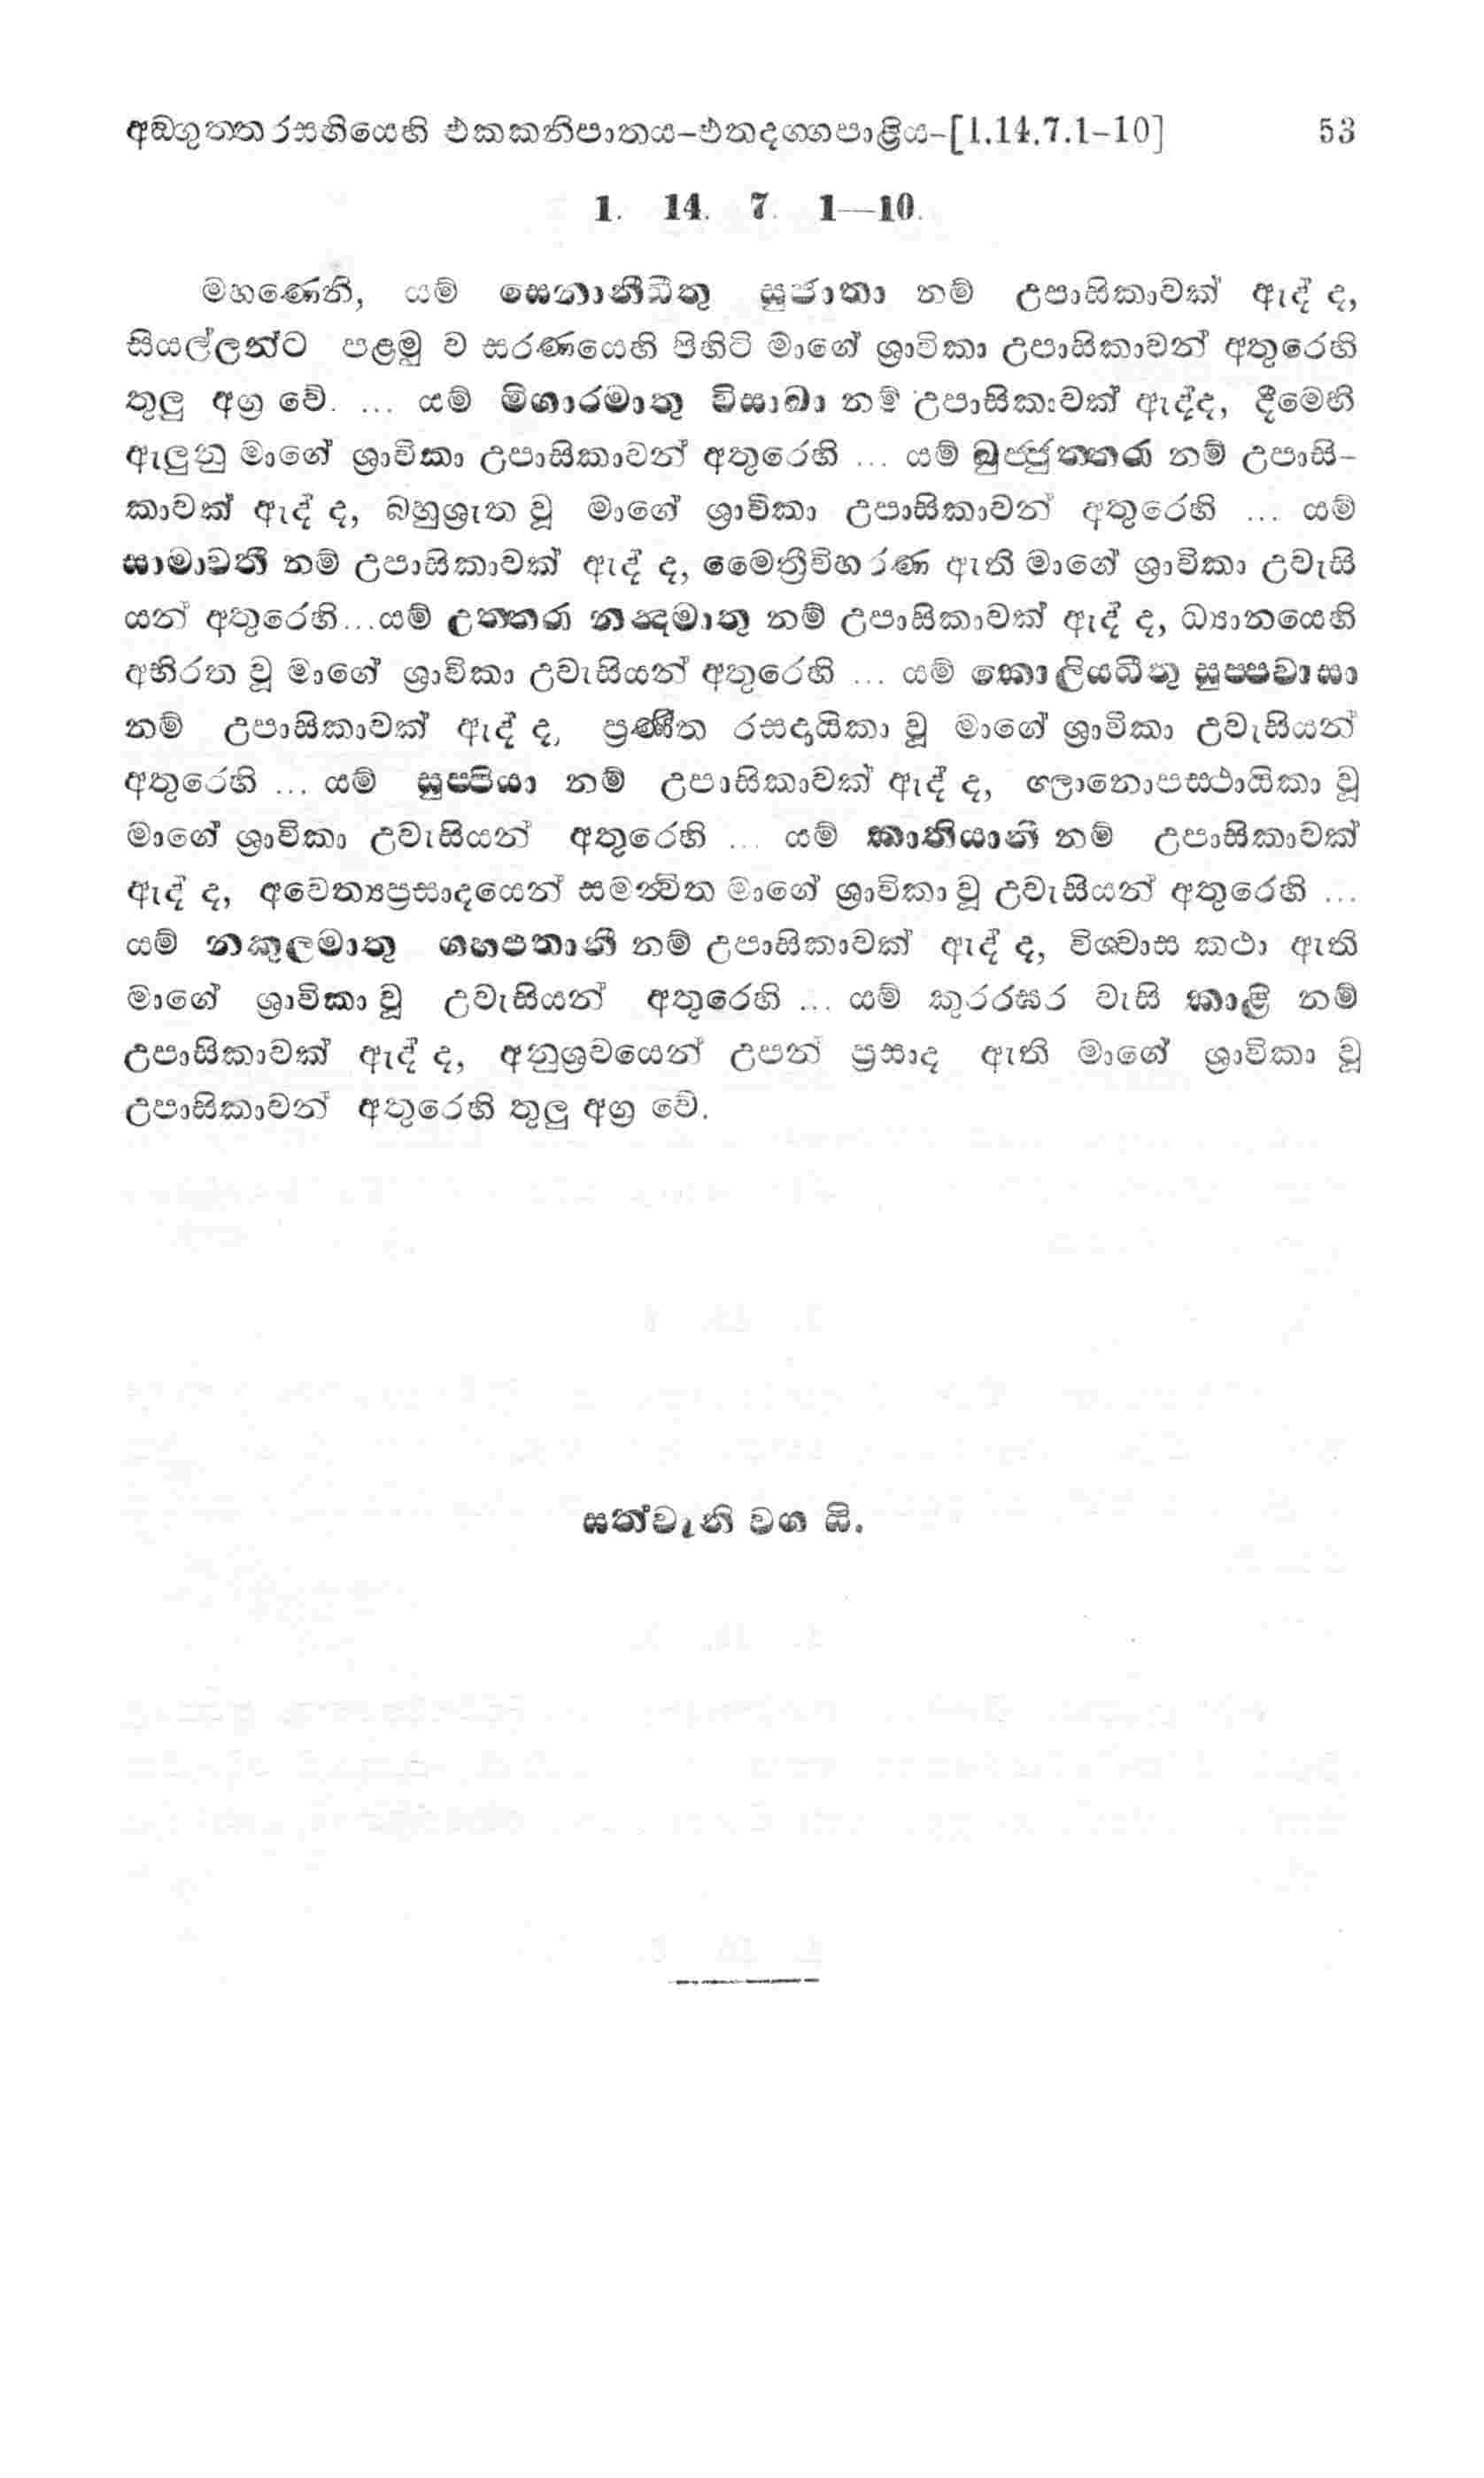 අඞගුතතරසඟියෙහි එකකනිපාතය-එතදගගපාළිය-[1.14.7.1-10] 53
1. 14. 7. 1—10.
මහණෙනි, යම් සෙනානීධීතු සුජාතා නම් උපාසිකාවක් ඇද් ද,
සියල්ලන්ට පළමු ව සරණයෙහි පිහිටි මාගේ ශ්‍රාවිකා උපාසිකාවන් අතුරෙහි
තුලු අග්‍ර වේ. ... යම් මිගාරමාතු විසාඛා නම් උපාසිකාවක් ඇද්ද, දීමෙහි
ඇලුනු මාගේ ශ්‍රාවිකා උපාසිකාවන් අතුරෙහි ... යම් ඛුජ්ජුත්තරා නම් උපාසි-
කාවක් ඇද් ද, බහුශ්‍රැත වූ මාගේ ශ්‍රාවිකා උපාසිකාවන් අතුරෙහි ... යම්
සාමාවතී නම් උපාසිකාවක් ඇද් ද, මෛත්‍රීවිහරණ ඇති මාගේ ශ්‍රාවිකා උවැසි
යන් අතුරෙහි...යම් උත්තරා නන්‍දමාතු නම් උපාසිකාවක් ඇද් ද, ධ්‍යානයෙහි
අභිරත වූ මාගේ ශ්‍රාවිකා උවැසියන් අතුරෙහි ... යම් කොලියධීතු සුප්පවාසා
නම් උපාසිකාවක් ඇද් ද, ප්‍රණීත රසදායිකා වූ මාගේ ශ්‍රාවිකා උවැසියන්
අතුරෙහි ... යම් සුප්පියා නම් උපාසිකාවක් ඇද් ද, ගලානොපස්ථායිකා වූ
මාගේ ශ්‍රාවිකා උවැසියන් අතුරෙහි ... යම් කාතියානී නම් උපාසිකාවක්
ඇද් ද, අවෙත්‍යප්‍රසාදයෙන් සමන්‍විත මාගේ ශ්‍රාවිකා වූ උවැසියන් අතුරෙහි ...
යම් නකුලමාතු ගහපතානී නම් උපාසිකාවක් ඇද් ද, විශ්‍වාස කථා ඇති
මාගේ ශ්‍රාවිකා වූ උවැසියන් අතුරෙහි ... යම් කුරරඝර වැසි කාළි නම්
උපාසිකාවක් ඇද් ද, අනුශ්‍රවයෙන් උපන් ප්‍රසාද ඇති මාගේ ශ්‍රාවිකා වූ
උපාසිකාවන් අතුරෙහි තුලු අග්‍ර වේ.
සත්වැනි වග යි.